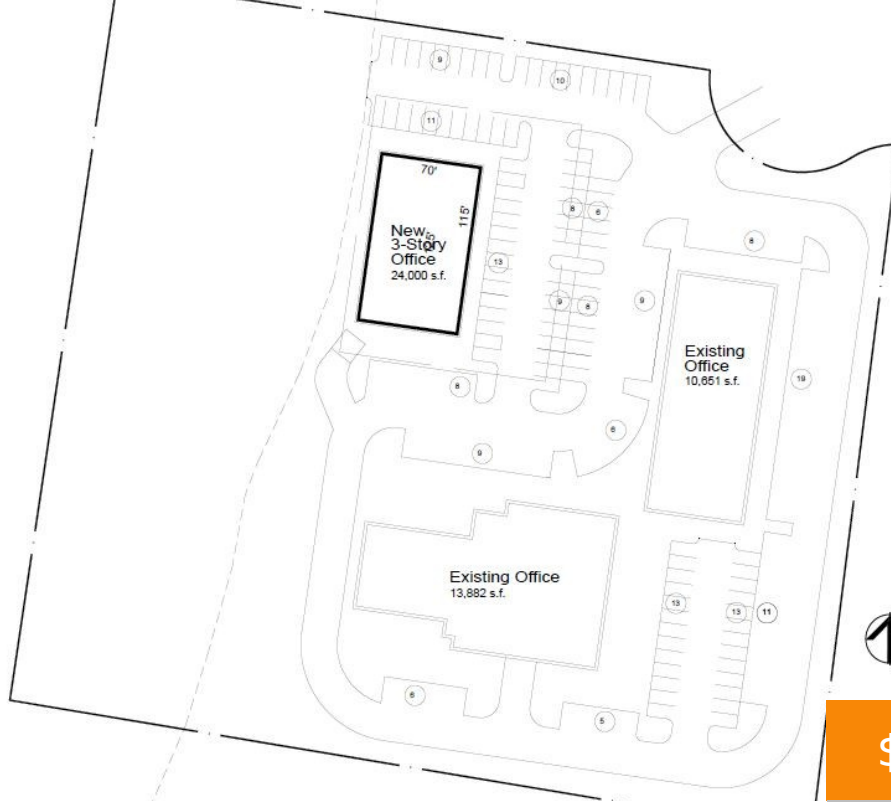 9
10
11
70'
115'
New
3-Story
Office
24,000 s.f.
8
6
8
13
9
8
9
Existing
Office
10,651 s.f.
19
8
6
9
Existing Office
13,882 s.f.
13
13
11
6
5
$